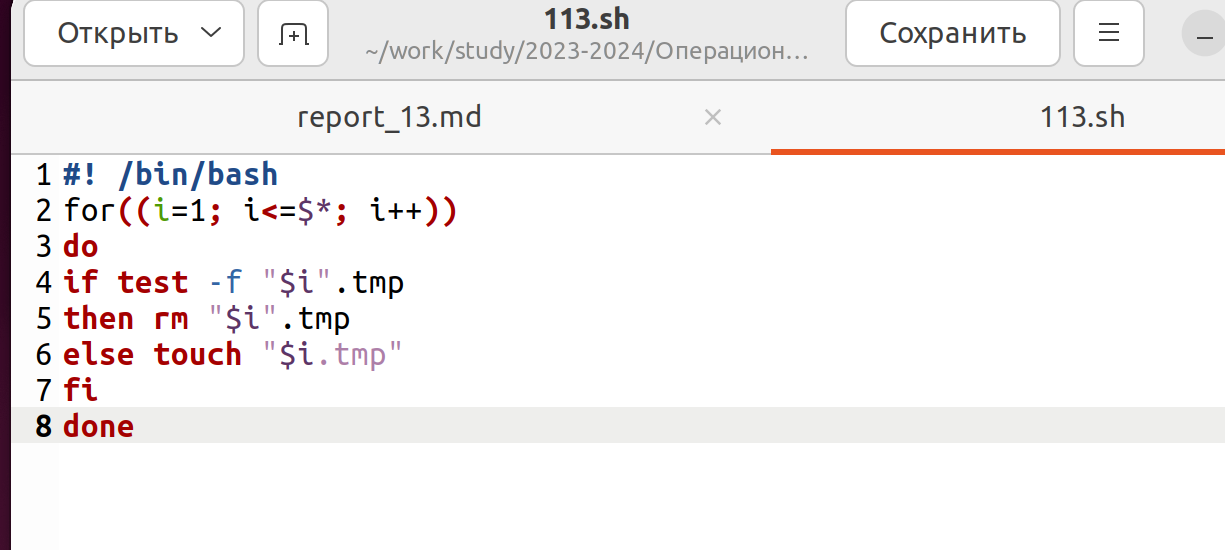 Открыть
113.sh
~/work/study/2023-2024/Операцион...
Сохранить
report_13.md × 113.sh
1 #! /bin/bash
2 for((i=1; i<=$*; i++))
3 do
4 if test -f "$i".tmp
5 then rm "$i".tmp
6 else touch "$i.tmp"
7 fi
8 done